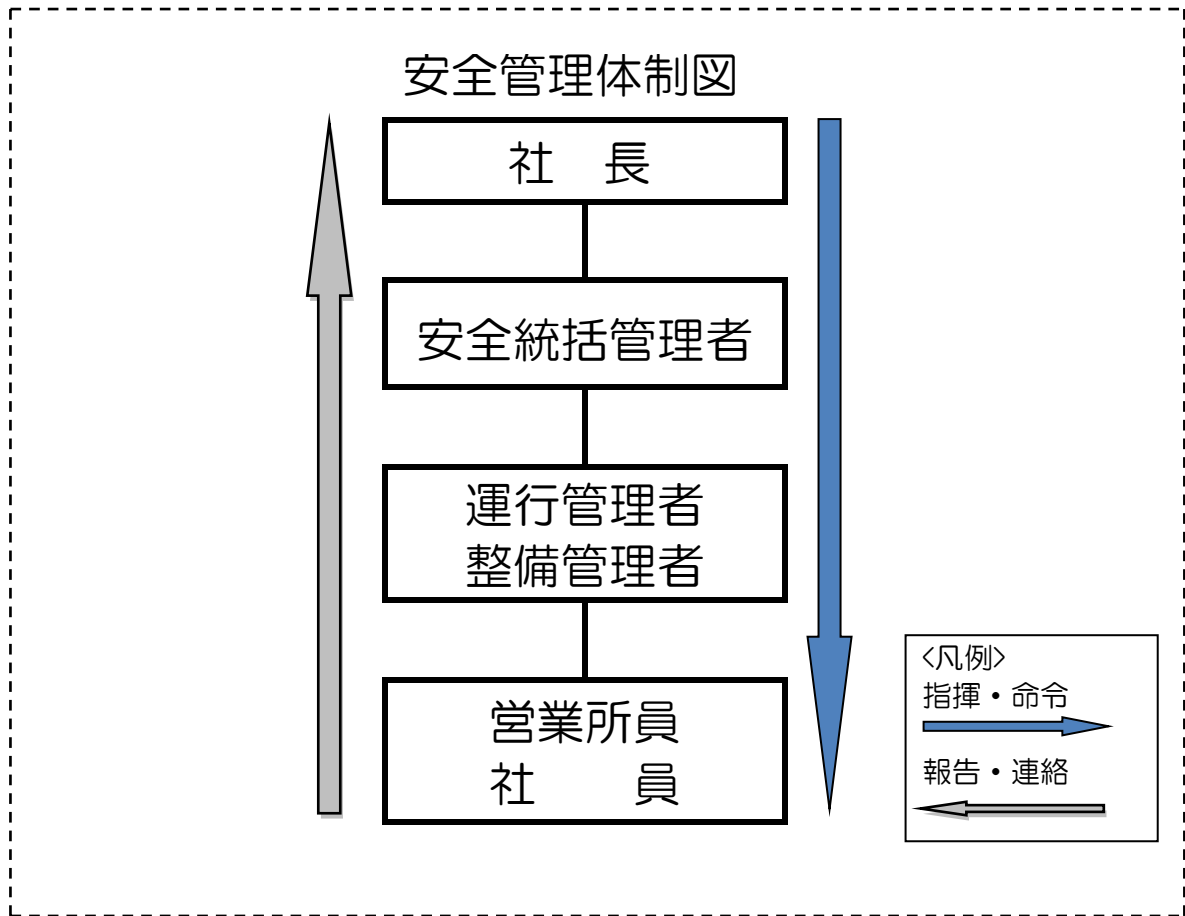 安全管理体制図
社　長
安全統括管理者
運行管理者
整備管理者
営業所員
社　　員
<凡例>
指揮・命令
報告・連絡